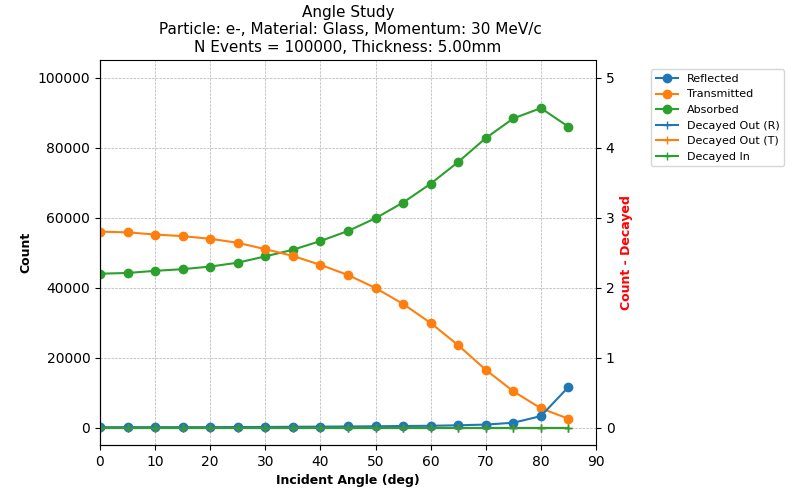 Angle Study
Particle: e-, Material: Glass, Momentum: 30 MeV/c
N Events = 100000, Thickness: 5.00mm
100000
80000
60000
40000
20000
0
Count
0 10 20 30 40 50 60 70 80 90
Incident Angle (deg)
5
4
3
2
1
0
Count - Decayed
Reflected
Transmitted
Absorbed
Decayed Out (R)
Decayed Out (T)
Decayed In